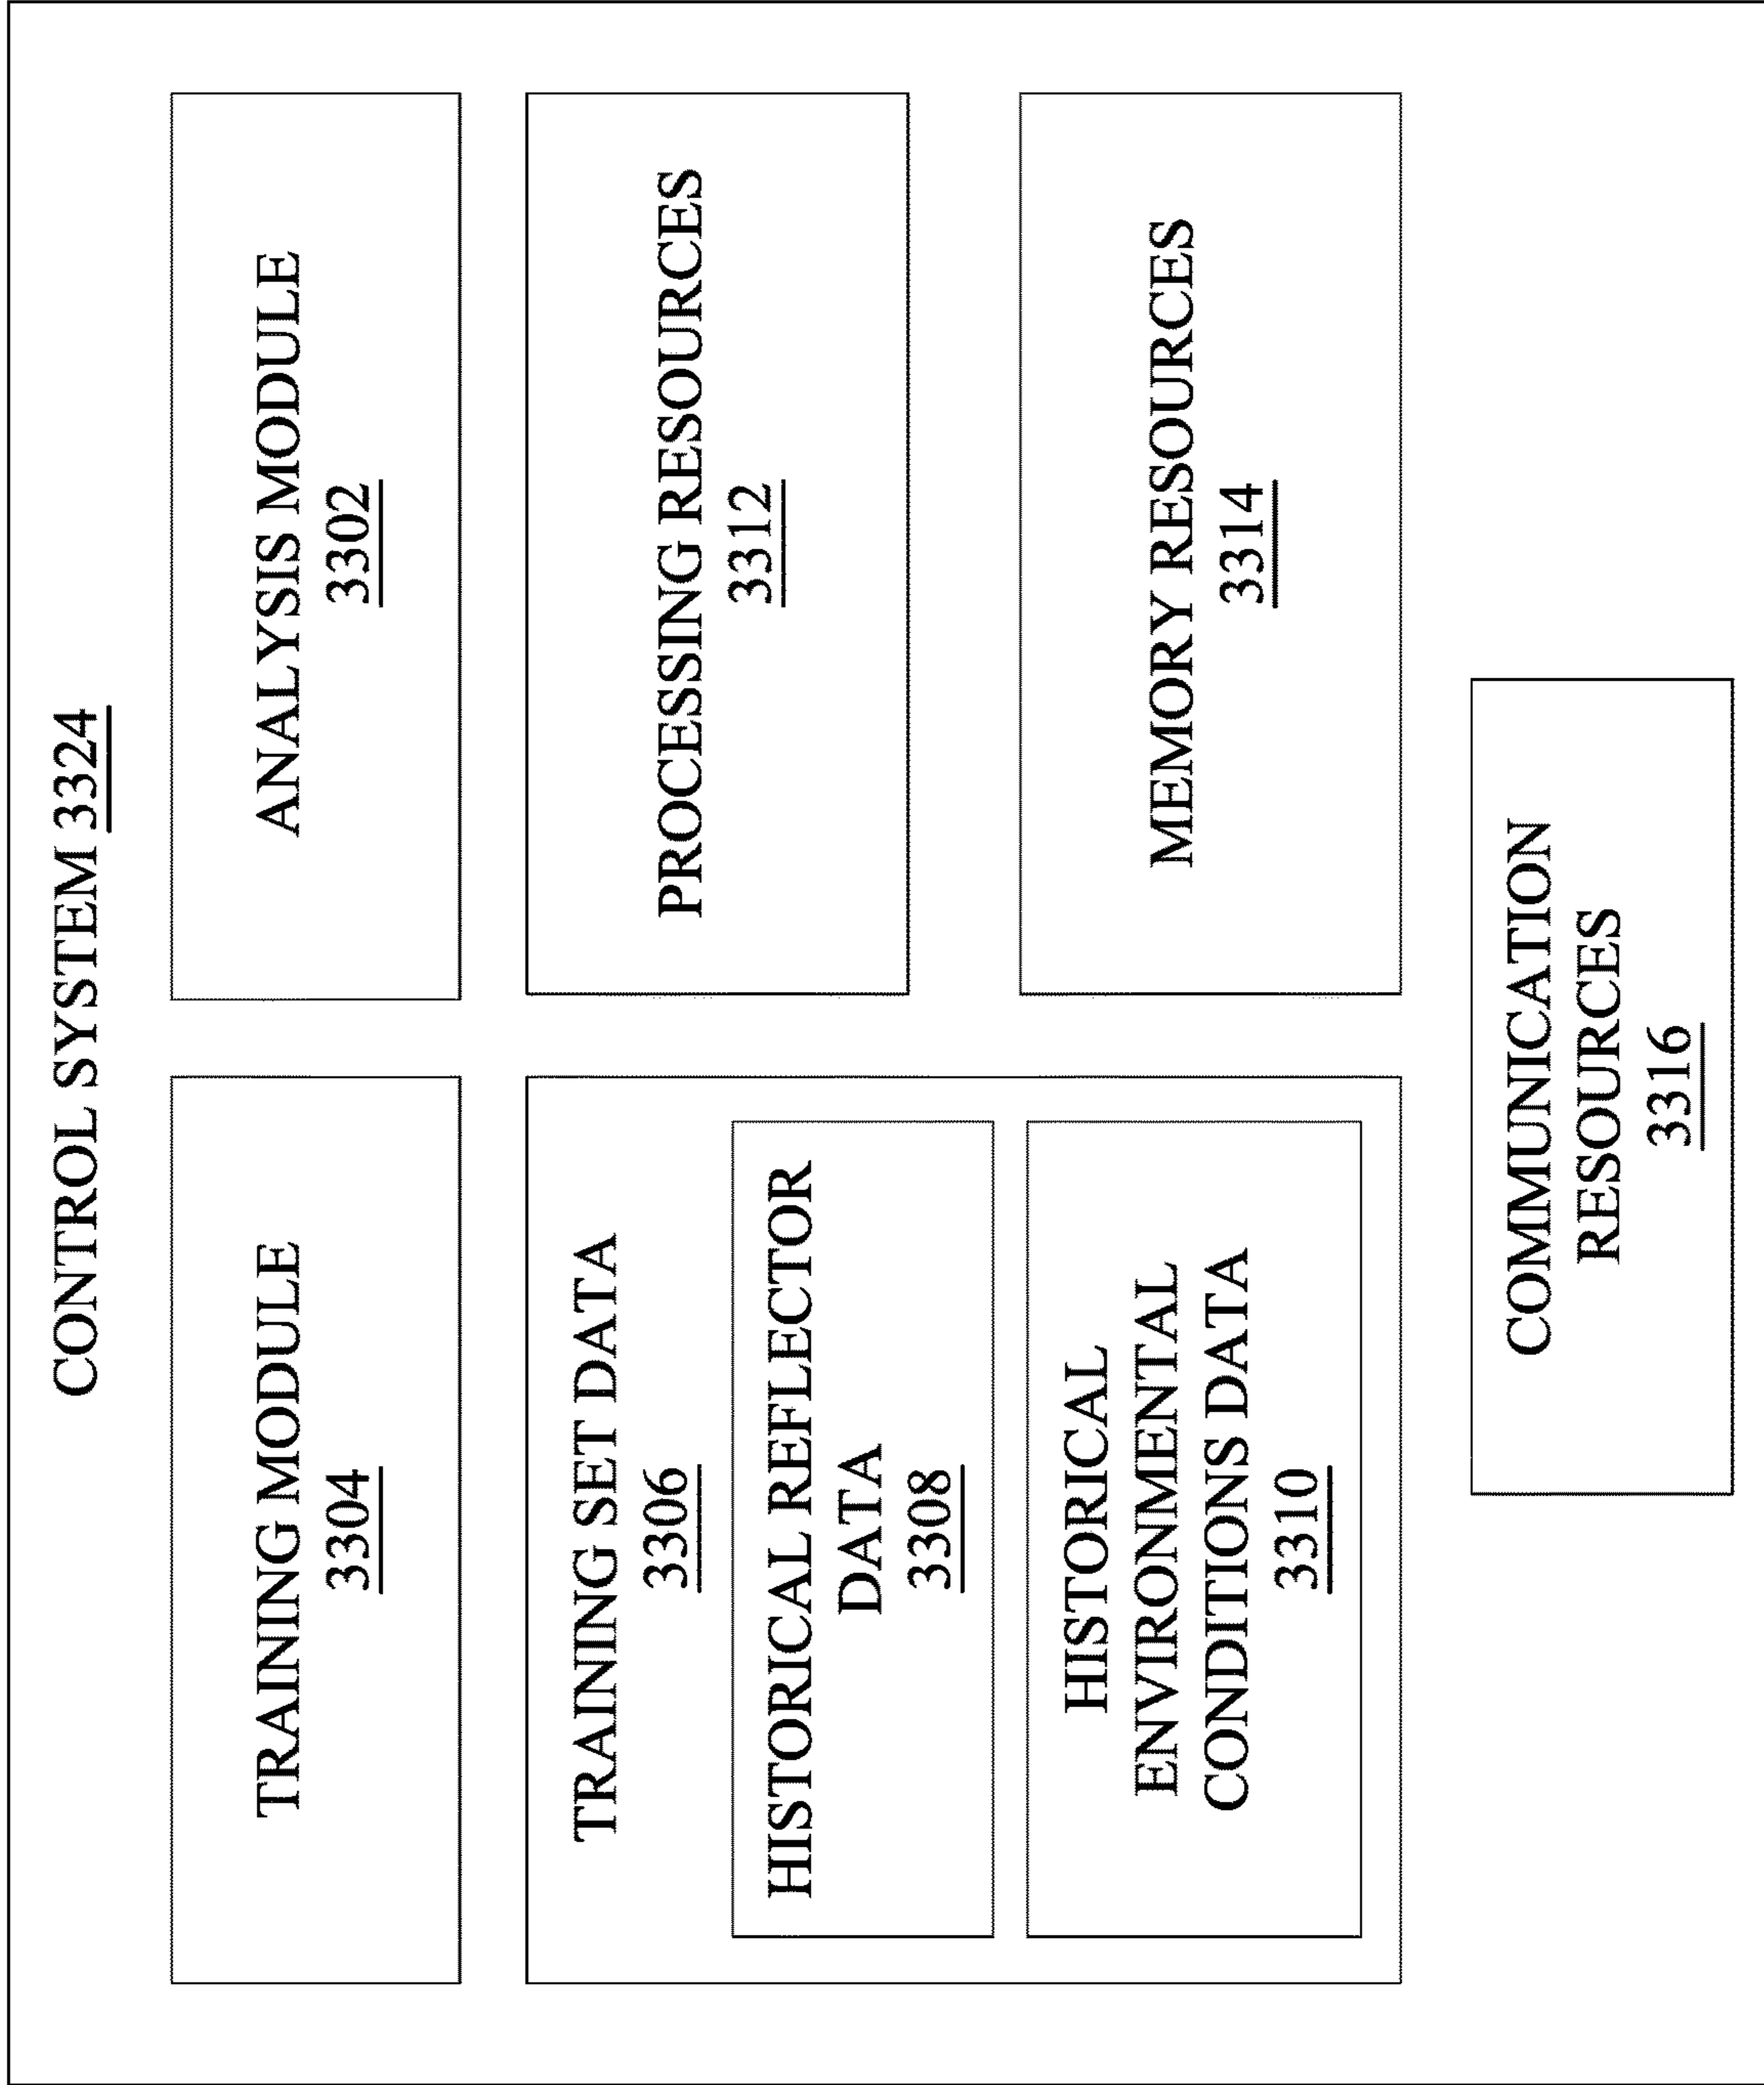 CONTROL SYSTEM 3324
TRAINING MODULE
3304
ANALYSIS MODULE
3302
TRAINING SET DATA
3306
HISTORICAL REFLECTOR
DATA
3308
HISTORICAL
ENVIRONMENTAL
CONDITIONS DATA
3310
PROCESSING RESOURCES
3312
MEMORY RESOURCES
3314
COMMUNICATION
RESOURCES
3316